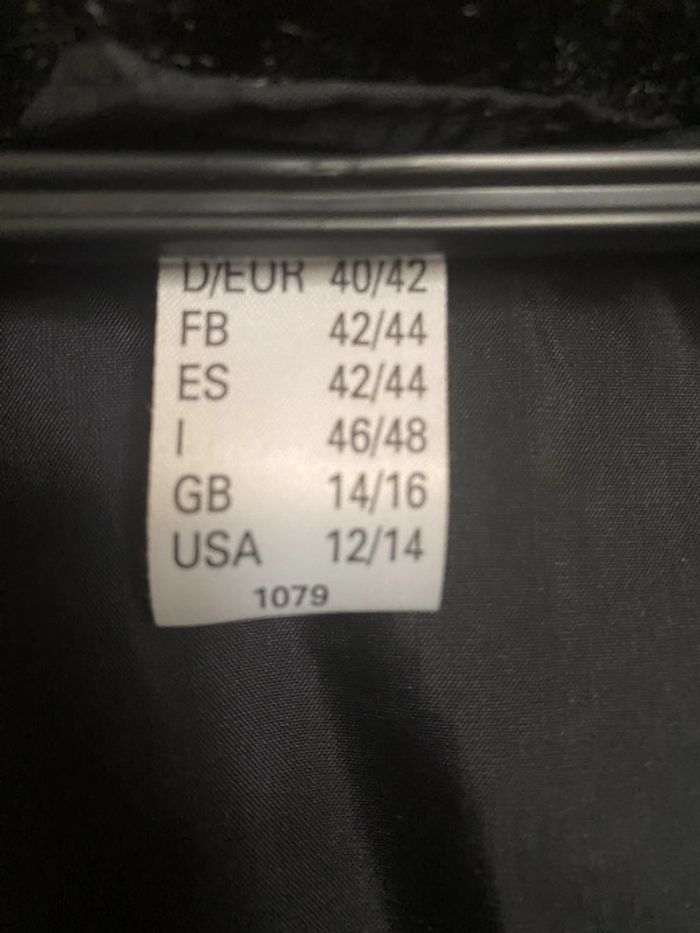 D/EUR 40/42
FB 42/44
ES 42/44
I 46/48
GB 14/16
USA 12/14
1079